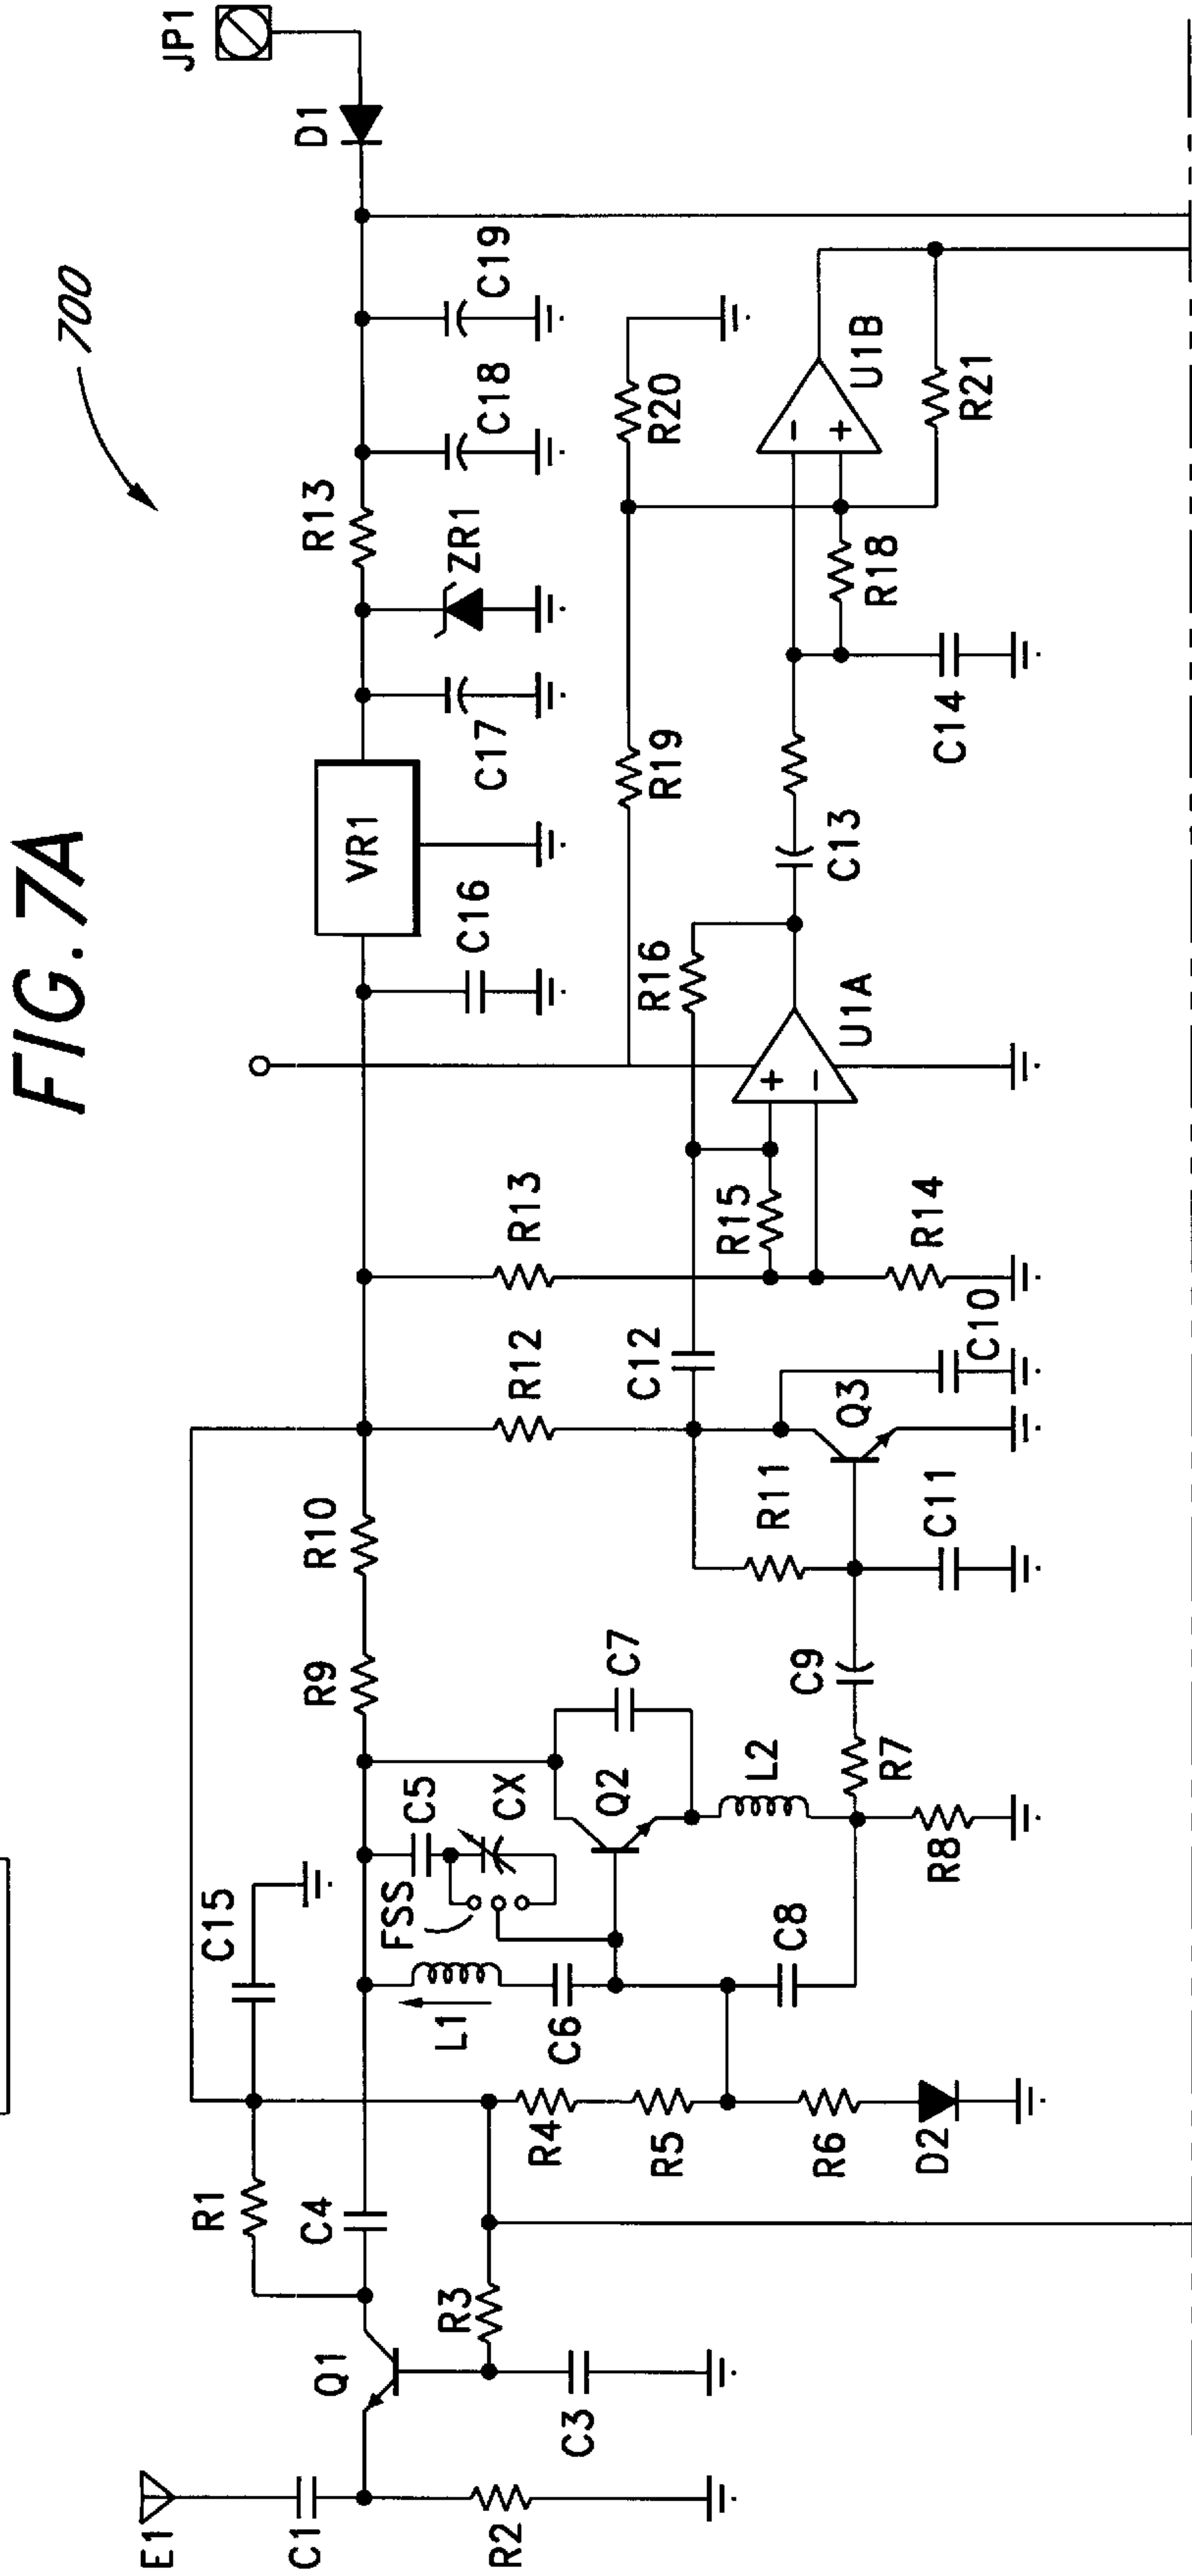 FIG. 7A
700
E1
C1
R2
Q1
C3
R3
R1
C4
C15
R4
R5
R6
D2
L1
C6
C8
FSS
C5
CX
Q2
C7
L2
R8
R7
R9
R10
C9
R11
C11
Q3
C10
R12
C12
R13
R15
R14
U1A
+
−
R16
C16
VR1
C13
R19
C17
ZR1
R13
C14
R18
R20
U1B
−
+
R21
C18
C19
D1
JP1